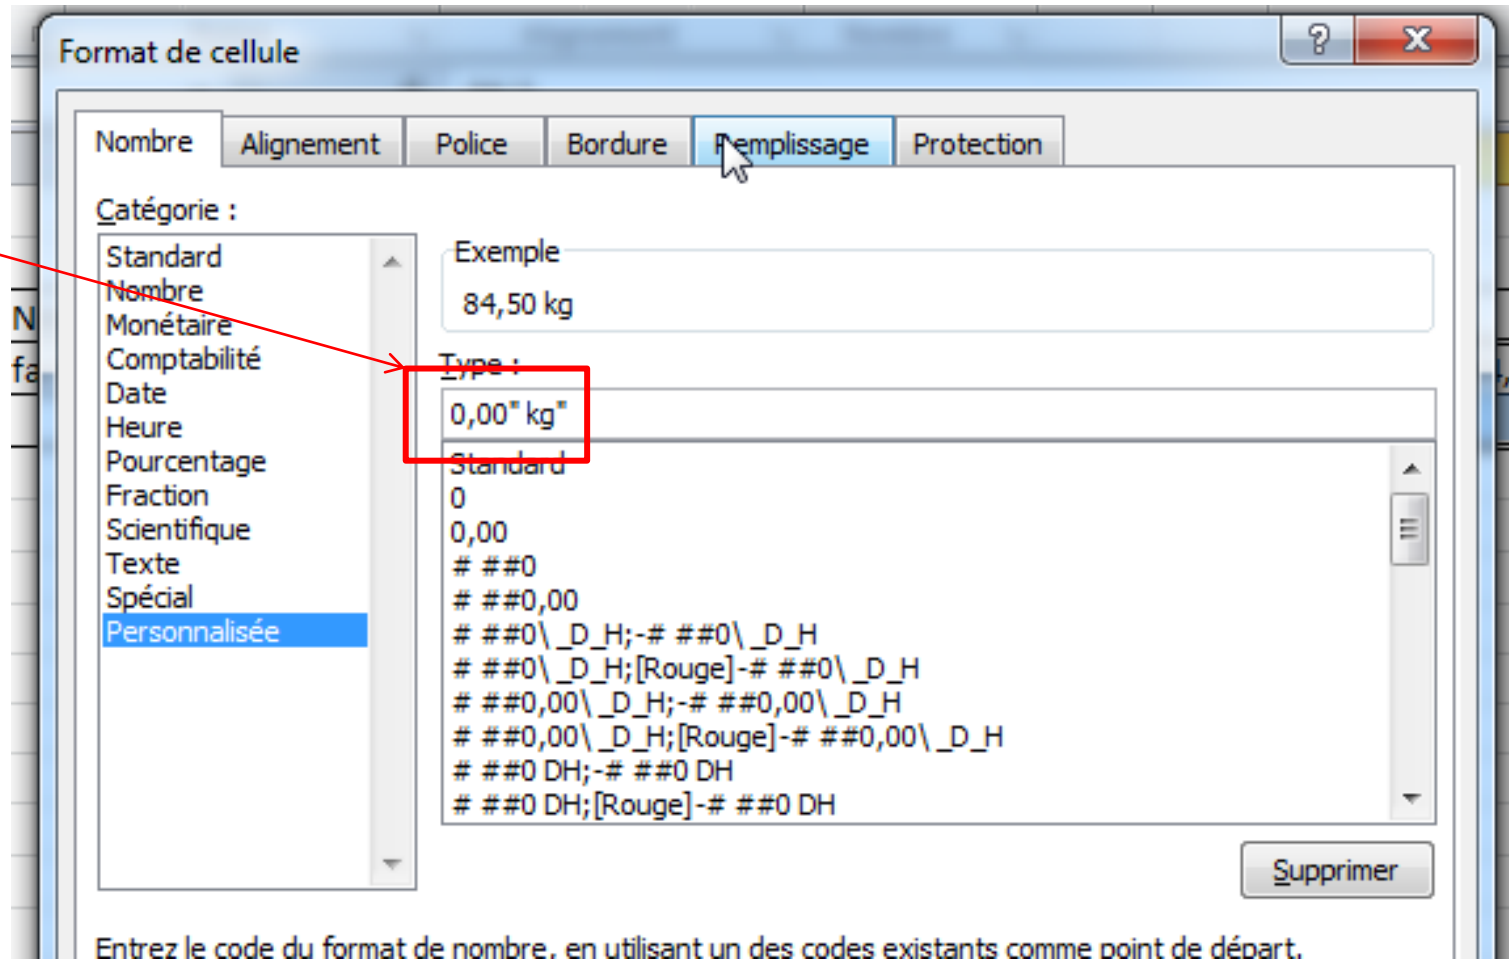 Format de cellule
Nombre Alignement Police Bordure Remplissage Protection
Catégorie :
Standard
Nombre
Monétaire
Comptabilité
Date
Heure
Pourcentage
Fraction
Scientifique
Texte
Spécial
Personnalisée
Exemple
84,50 kg
Type :
0,00" kg"
Standard
0
0,00
# ##0
# ##0,00
# ##0\ _D_H;-# ##0\ _D_H
# ##0\ _D_H;[Rouge]-# ##0\ _D_H
# ##0,00\ _D_H;-# ##0,00\ _D_H
# ##0,00\ _D_H;[Rouge]-# ##0,00\ _D_H
# ##0 DH;-# ##0 DH
# ##0 DH;[Rouge]-# ##0 DH
Supprimer
Entrez le code du format de nombre, en utilisant un des codes existants comme point de départ.